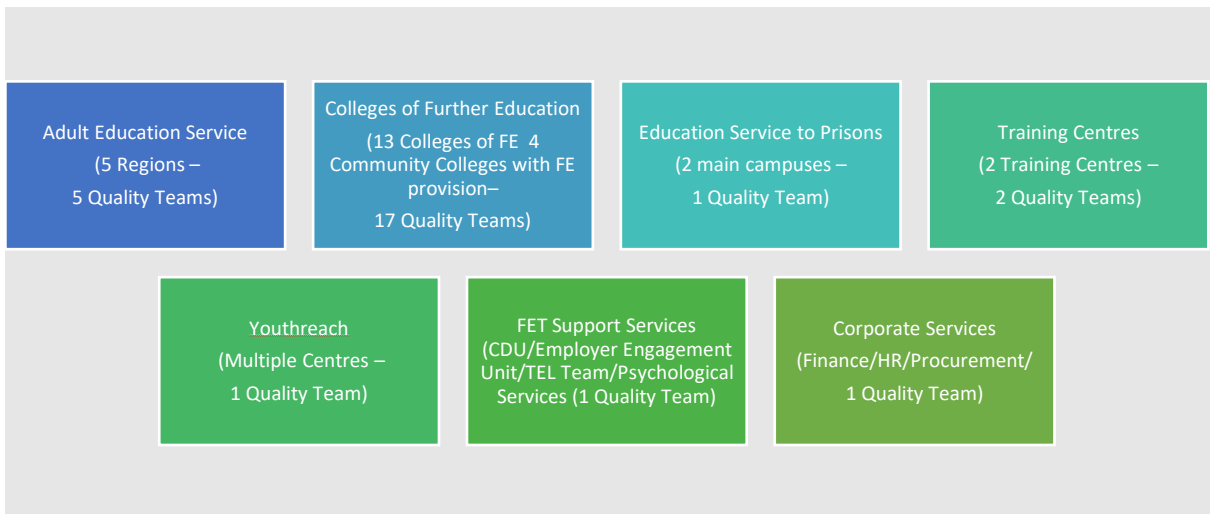 Adult Education Service
(5 Regions –
5 Quality Teams)
Colleges of Further Education
(13 Colleges of FE  4
Community Colleges with FE
provision–
17 Quality Teams)
Education Service to Prisons
(2 main campuses –
1 Quality Team)
Training Centres
(2 Training Centres –
2 Quality Teams)
Youthreach
(Multiple Centres –
1 Quality Team)
FET Support Services
(CDU/Employer Engagement
Unit/TEL Team/Psychological
Services (1 Quality Team)
Corporate Services
(Finance/HR/Procurement/
1 Quality Team)